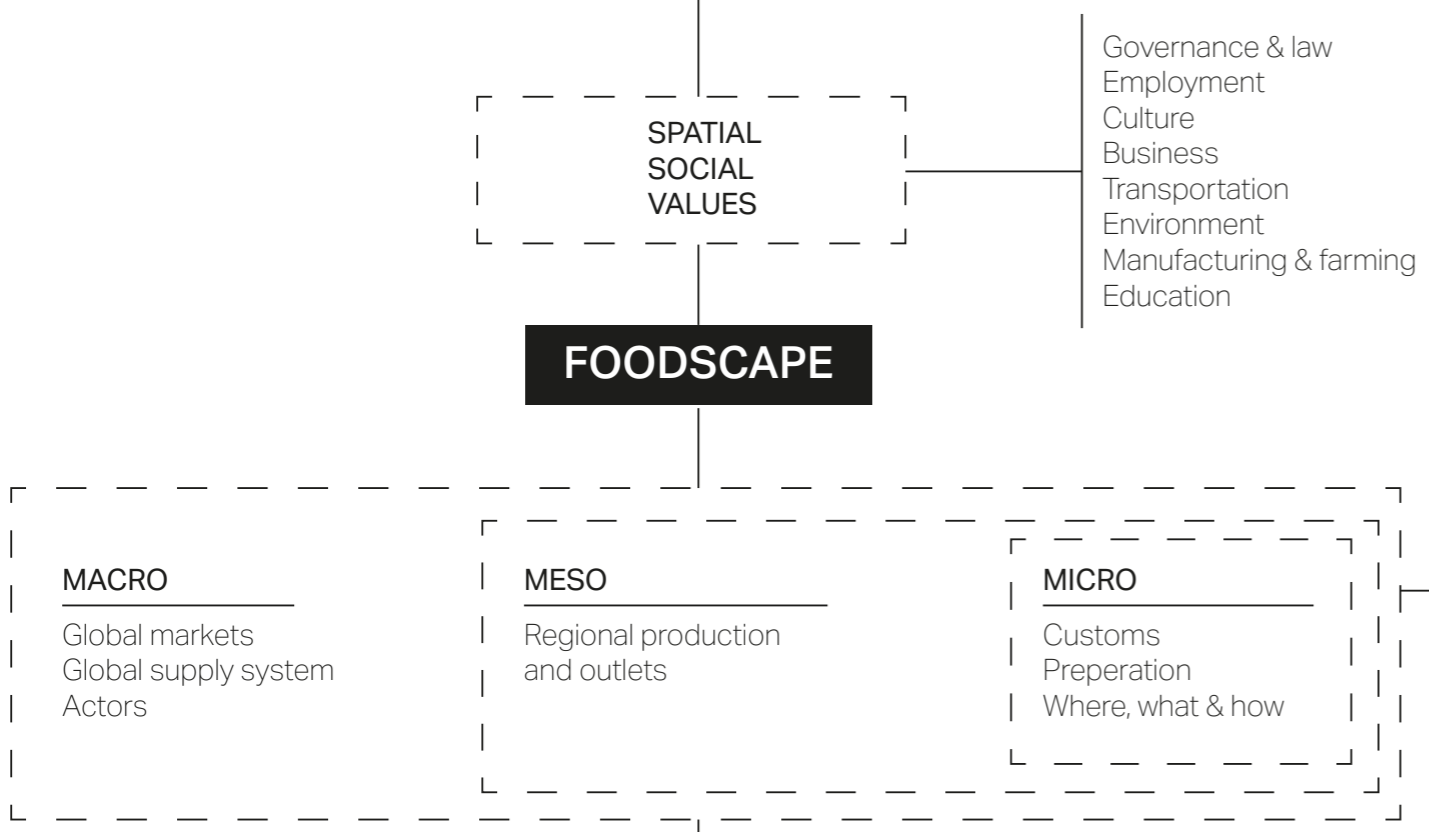 SPATIAL
SOCIAL
VALUES
Governance & law
Employment
Culture
Business
Transportation
Environment
Manufacturing & farming
Education
FOODSCAPE
MACRO
Global markets
Global supply system
Actors
MESO
Regional production
and outlets
MICRO
Customs
Preperation
Where, what & how